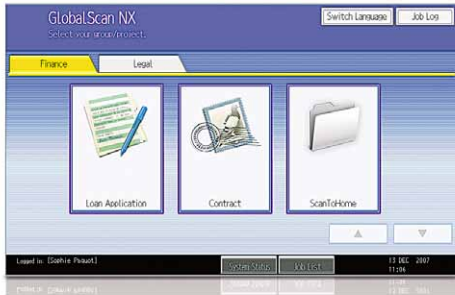 GlobalScan NX
Select your group/project.
Switch Language
Job Log
Finance
Legal
Loan Application
Contract
ScanToHome
Logged in: [Sophie Paquot]
System Status
Job List
13 DEC 2007
11:06